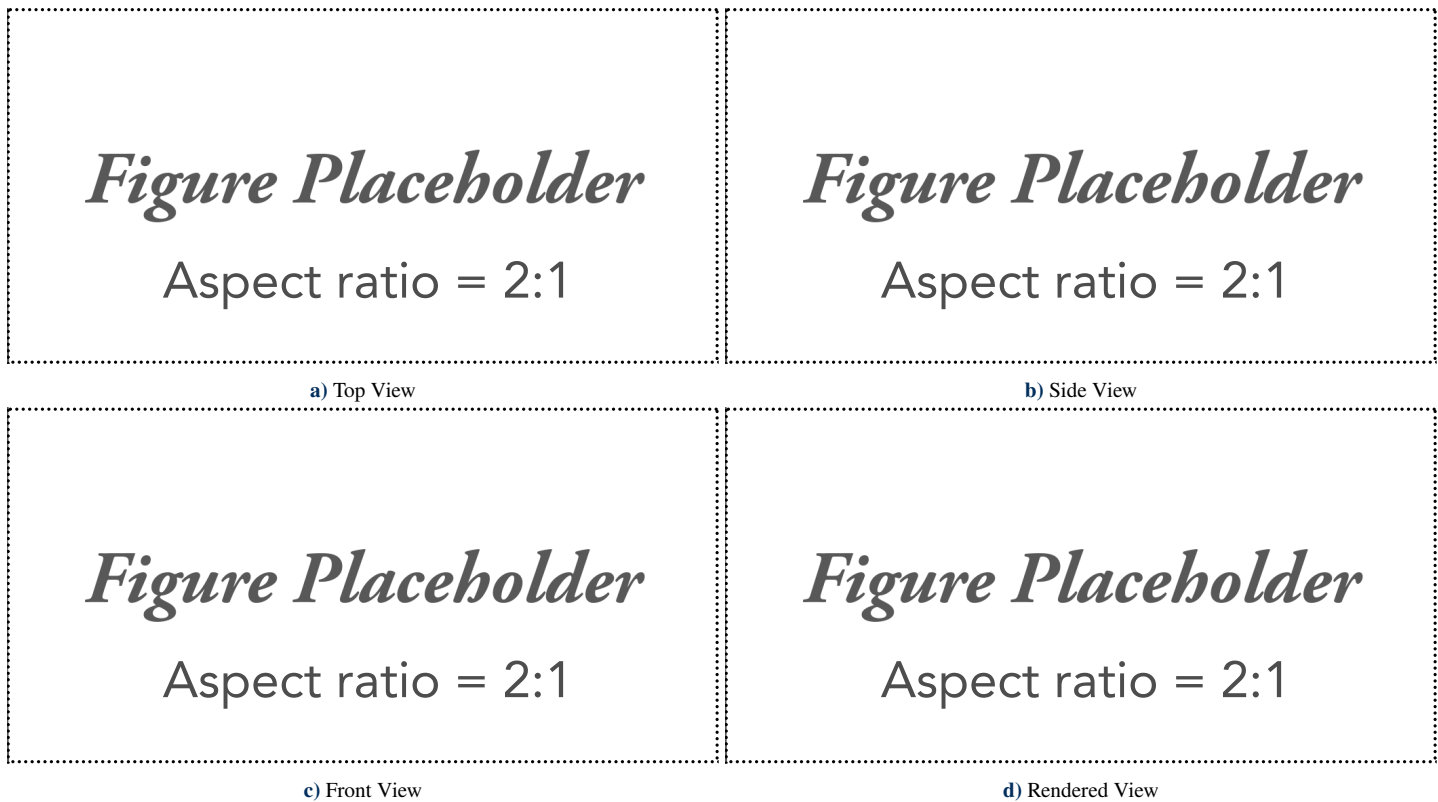 Figure Placeholder
Aspect ratio = 2:1
a) Top View
Figure Placeholder
Aspect ratio = 2:1
b) Side View
Figure Placeholder
Aspect ratio = 2:1
c) Front View
Figure Placeholder
Aspect ratio = 2:1
d) Rendered View